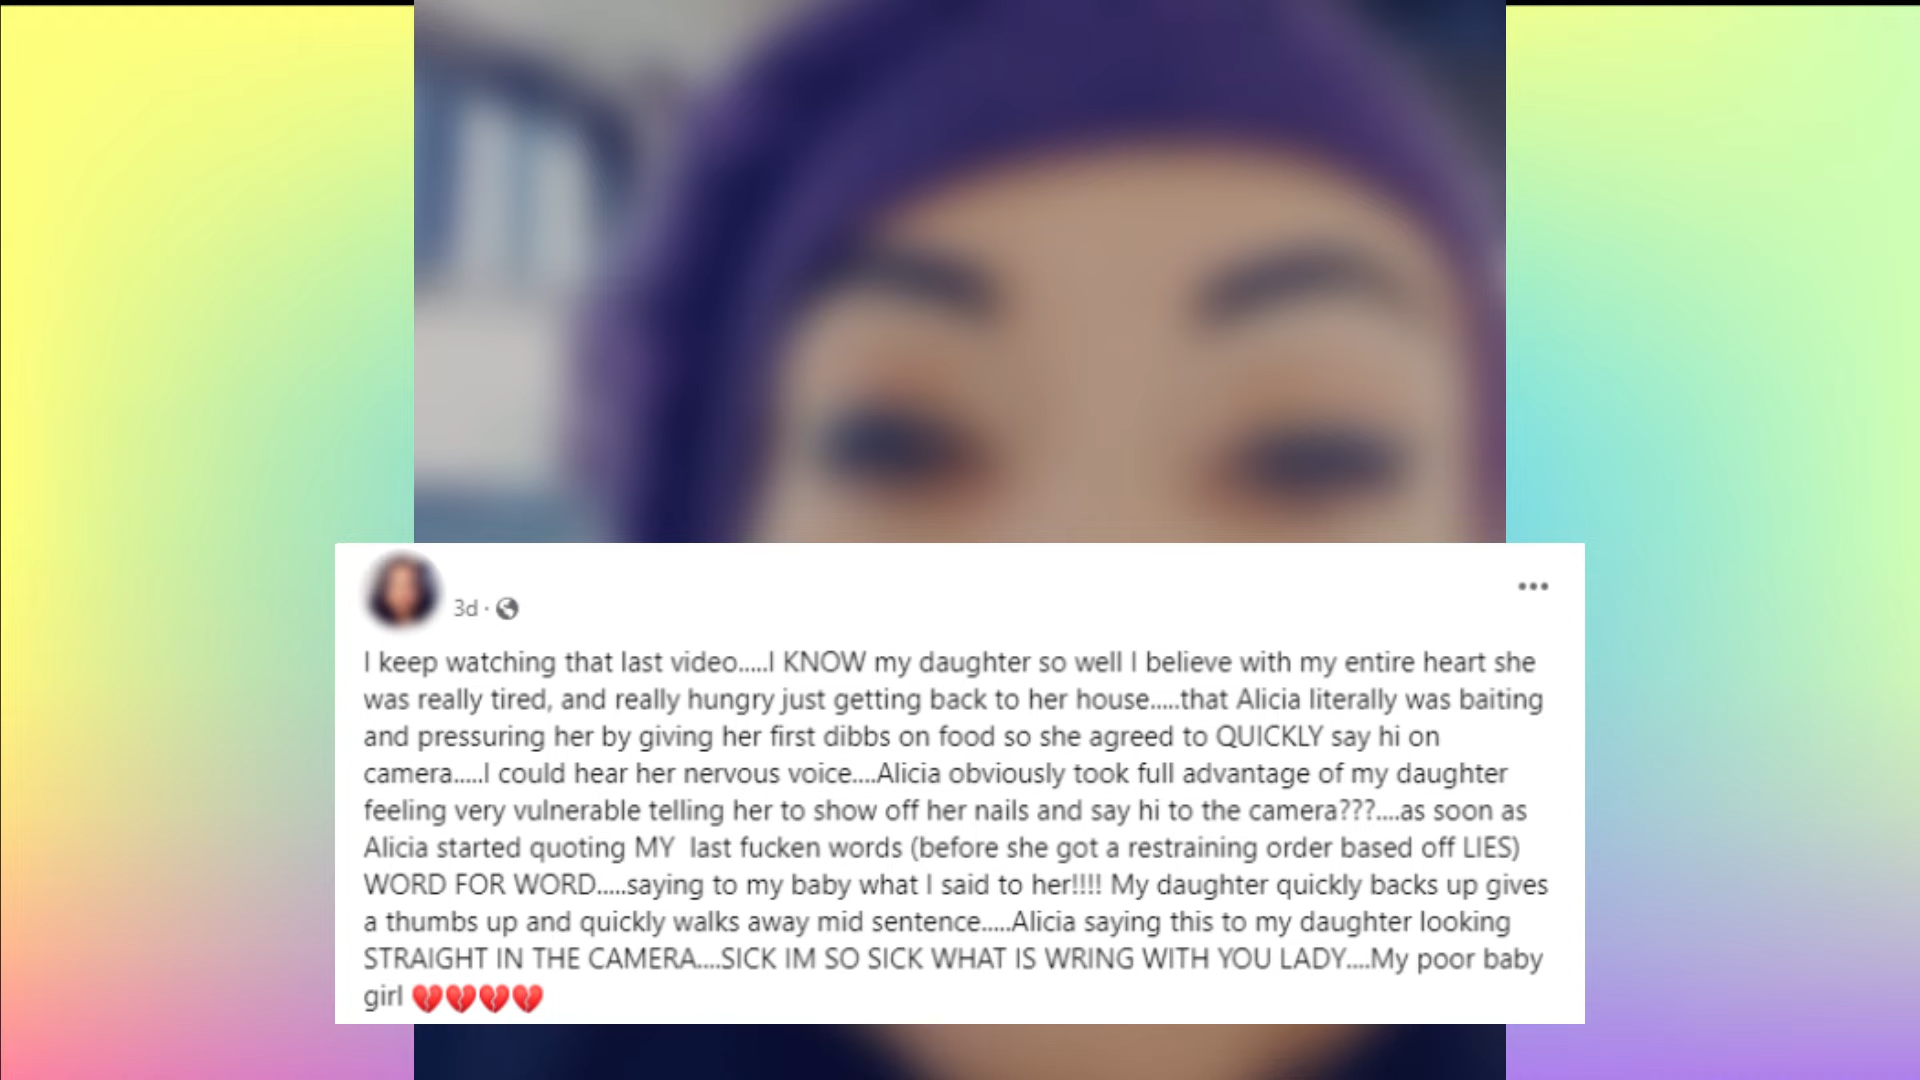 3d ·
I keep watching that last video.....I KNOW my daughter so well I believe with my entire heart she
was really tired, and really hungry just getting back to her house.....that Alicia literally was baiting
and pressuring her by giving her first dibbs on food so she agreed to QUICKLY say hi on
camera.....I could hear her nervous voice....Alicia obviously took full advantage of my daughter
feeling very vulnerable telling her to show off her nails and say hi to the camera???....as soon as
Alicia started quoting MY  last fucken words (before she got a restraining order based off LIES)
WORD FOR WORD.....saying to my baby what I said to her!!!! My daughter quickly backs up gives
a thumbs up and quickly walks away mid sentence.....Alicia saying this to my daughter looking
STRAIGHT IN THE CAMERA....SICK IM SO SICK WHAT IS WRING WITH YOU LADY....My poor baby
girl 💔💔💔💔